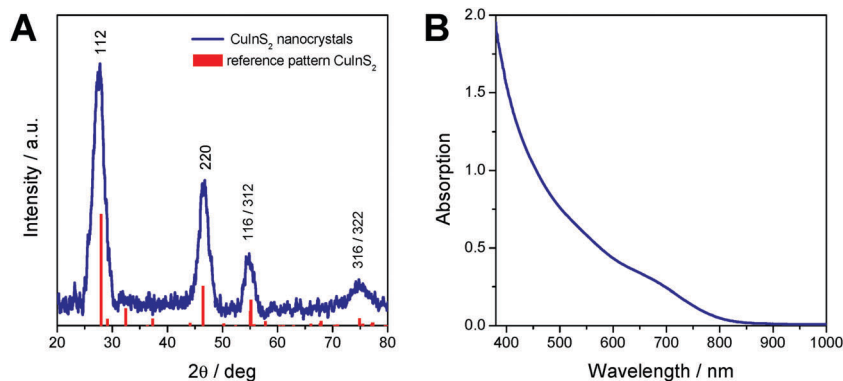 A
B
112
CuInS₂ nanocrystals
reference pattern CuInS₂
220
116 / 312
316 / 322
Intensity / a.u.
20 30 40 50 60 70 80
2θ / deg
2.0
1.5
1.0
0.5
0.0
Absorption
400 500 600 700 800 900 1000
Wavelength / nm